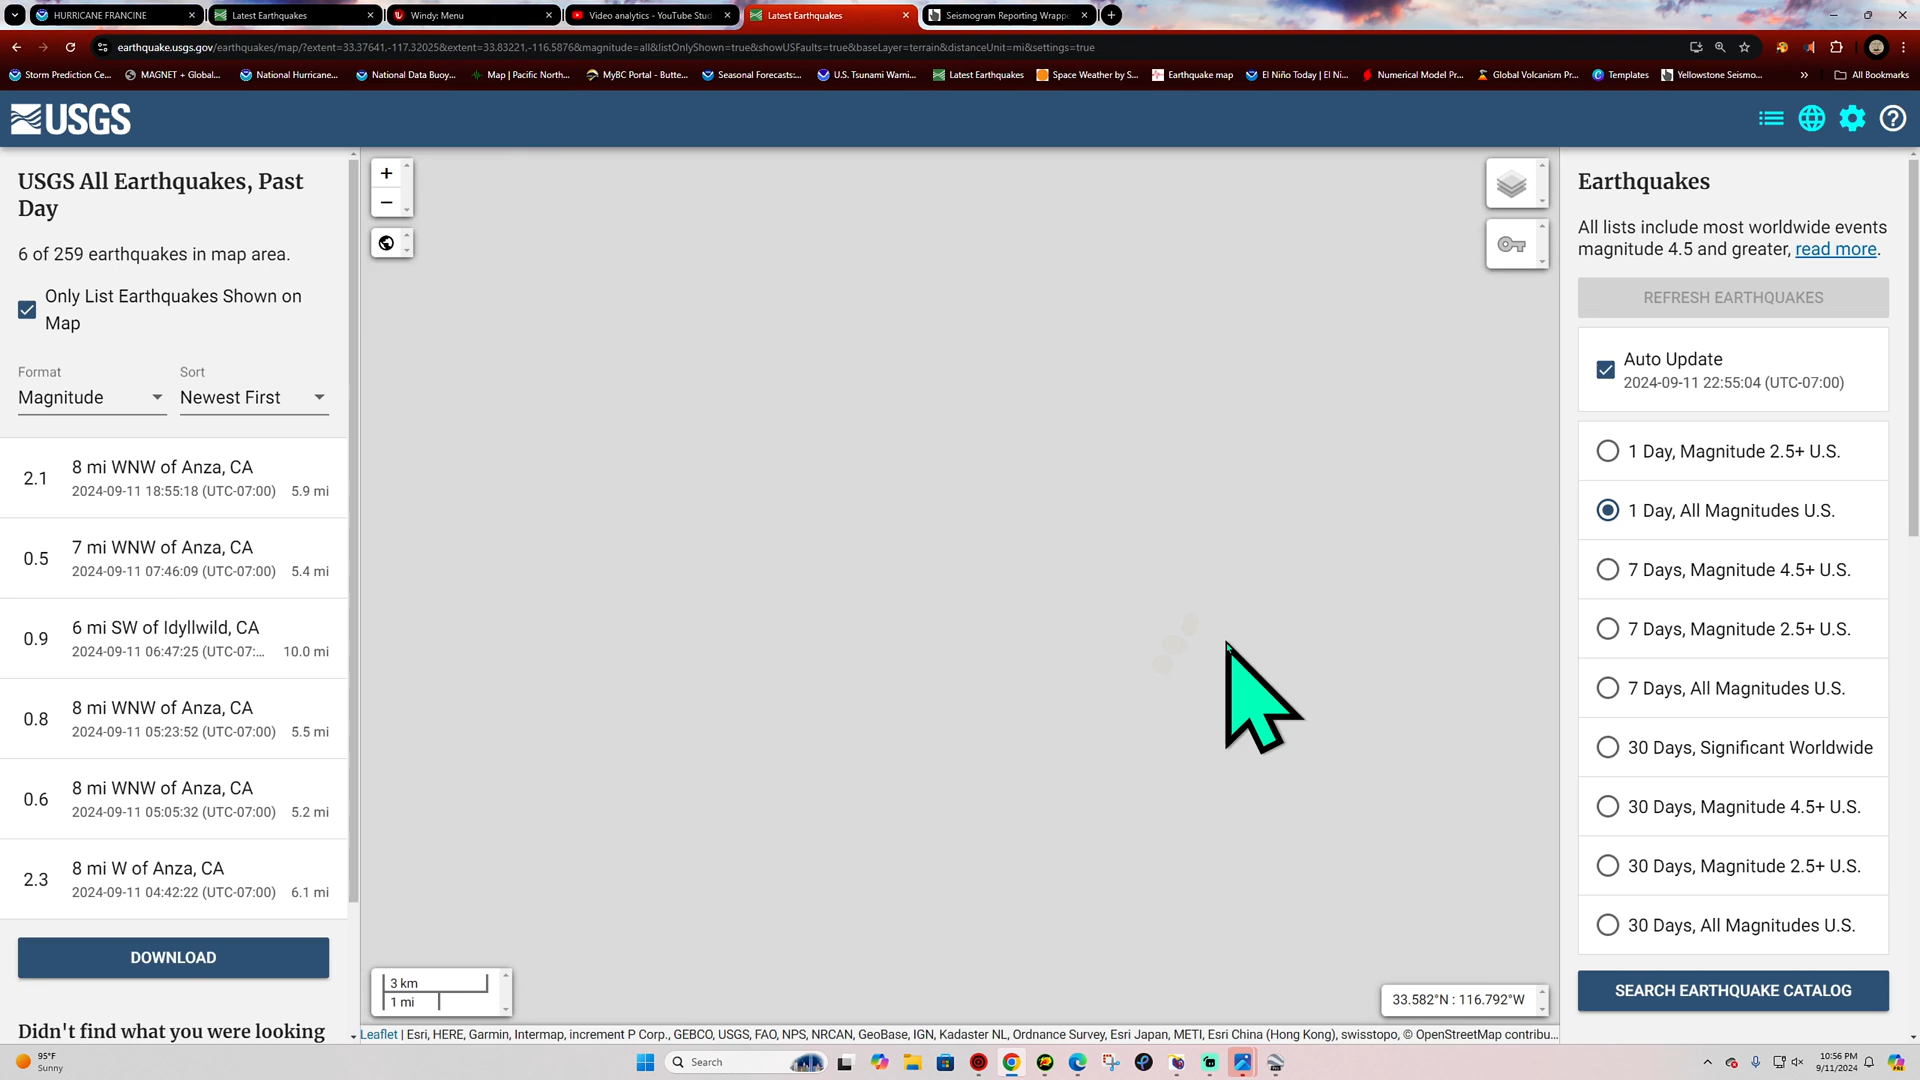 HURRICANE FRANCINE
Latest Earthquakes
Windy: Menu
Video analytics - YouTube Stud
Latest Earthquakes
Seismogram Reporting Wrappe
earthquake.usgs.gov/earthquakes/map/?extent=33.37641,-117.32025&extent=33.83221,-116.5876&magnitude=all&listOnlyShown=true&showUSFaults=true&baseLayer=terrain&distanceUnit=mi&settings=true
Storm Prediction Ce...
MAGNET + Global...
National Hurricane...
National Data Buoy...
Map | Pacific North...
MyBC Portal - Butte...
Seasonal Forecasts:...
U.S. Tsunami Warni...
Latest Earthquakes
Space Weather by S...
Earthquake map
El Niño Today | El Ni...
Numerical Model Pr...
Global Volcanism Pr...
Templates
Yellowstone Seismo...
All Bookmarks
USGS
USGS All Earthquakes, Past
Day
6 of 259 earthquakes in map area.
Only List Earthquakes Shown on
Map
Format
Sort
Magnitude
Newest First
2.1
8 mi WNW of Anza, CA
2024-09-11 18:55:18 (UTC-07:00) 5.9 mi
0.5
7 mi WNW of Anza, CA
2024-09-11 07:46:09 (UTC-07:00) 5.4 mi
0.9
6 mi SW of Idyllwild, CA
2024-09-11 06:47:25 (UTC-07:... 10.0 mi
0.8
8 mi WNW of Anza, CA
2024-09-11 05:23:52 (UTC-07:00) 5.5 mi
0.6
8 mi WNW of Anza, CA
2024-09-11 05:05:32 (UTC-07:00) 5.2 mi
2.3
8 mi W of Anza, CA
2024-09-11 04:42:22 (UTC-07:00) 6.1 mi
DOWNLOAD
Didn't find what you were looking
+
−
3 km
1 mi
33.582°N : 116.792°W
Leaflet | Esri, HERE, Garmin, Intermap, increment P Corp., GEBCO, USGS, FAO, NPS, NRCAN, GeoBase, IGN, Kadaster NL, Ordnance Survey, Esri Japan, METI, Esri China (Hong Kong), swisstopo, © OpenStreetMap contribu...
Earthquakes
All lists include most worldwide events
magnitude 4.5 and greater, read more.
REFRESH EARTHQUAKES
Auto Update
2024-09-11 22:55:04 (UTC-07:00)
1 Day, Magnitude 2.5+ U.S.
1 Day, All Magnitudes U.S.
7 Days, Magnitude 4.5+ U.S.
7 Days, Magnitude 2.5+ U.S.
7 Days, All Magnitudes U.S.
30 Days, Significant Worldwide
30 Days, Magnitude 4.5+ U.S.
30 Days, Magnitude 2.5+ U.S.
30 Days, All Magnitudes U.S.
SEARCH EARTHQUAKE CATALOG
95°F
Sunny
Search
10:56 PM
9/11/2024